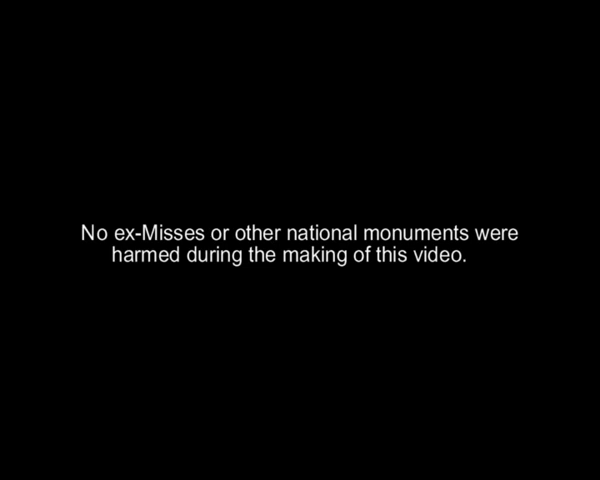 No ex-Misses or other national monuments were
harmed during the making of this video.